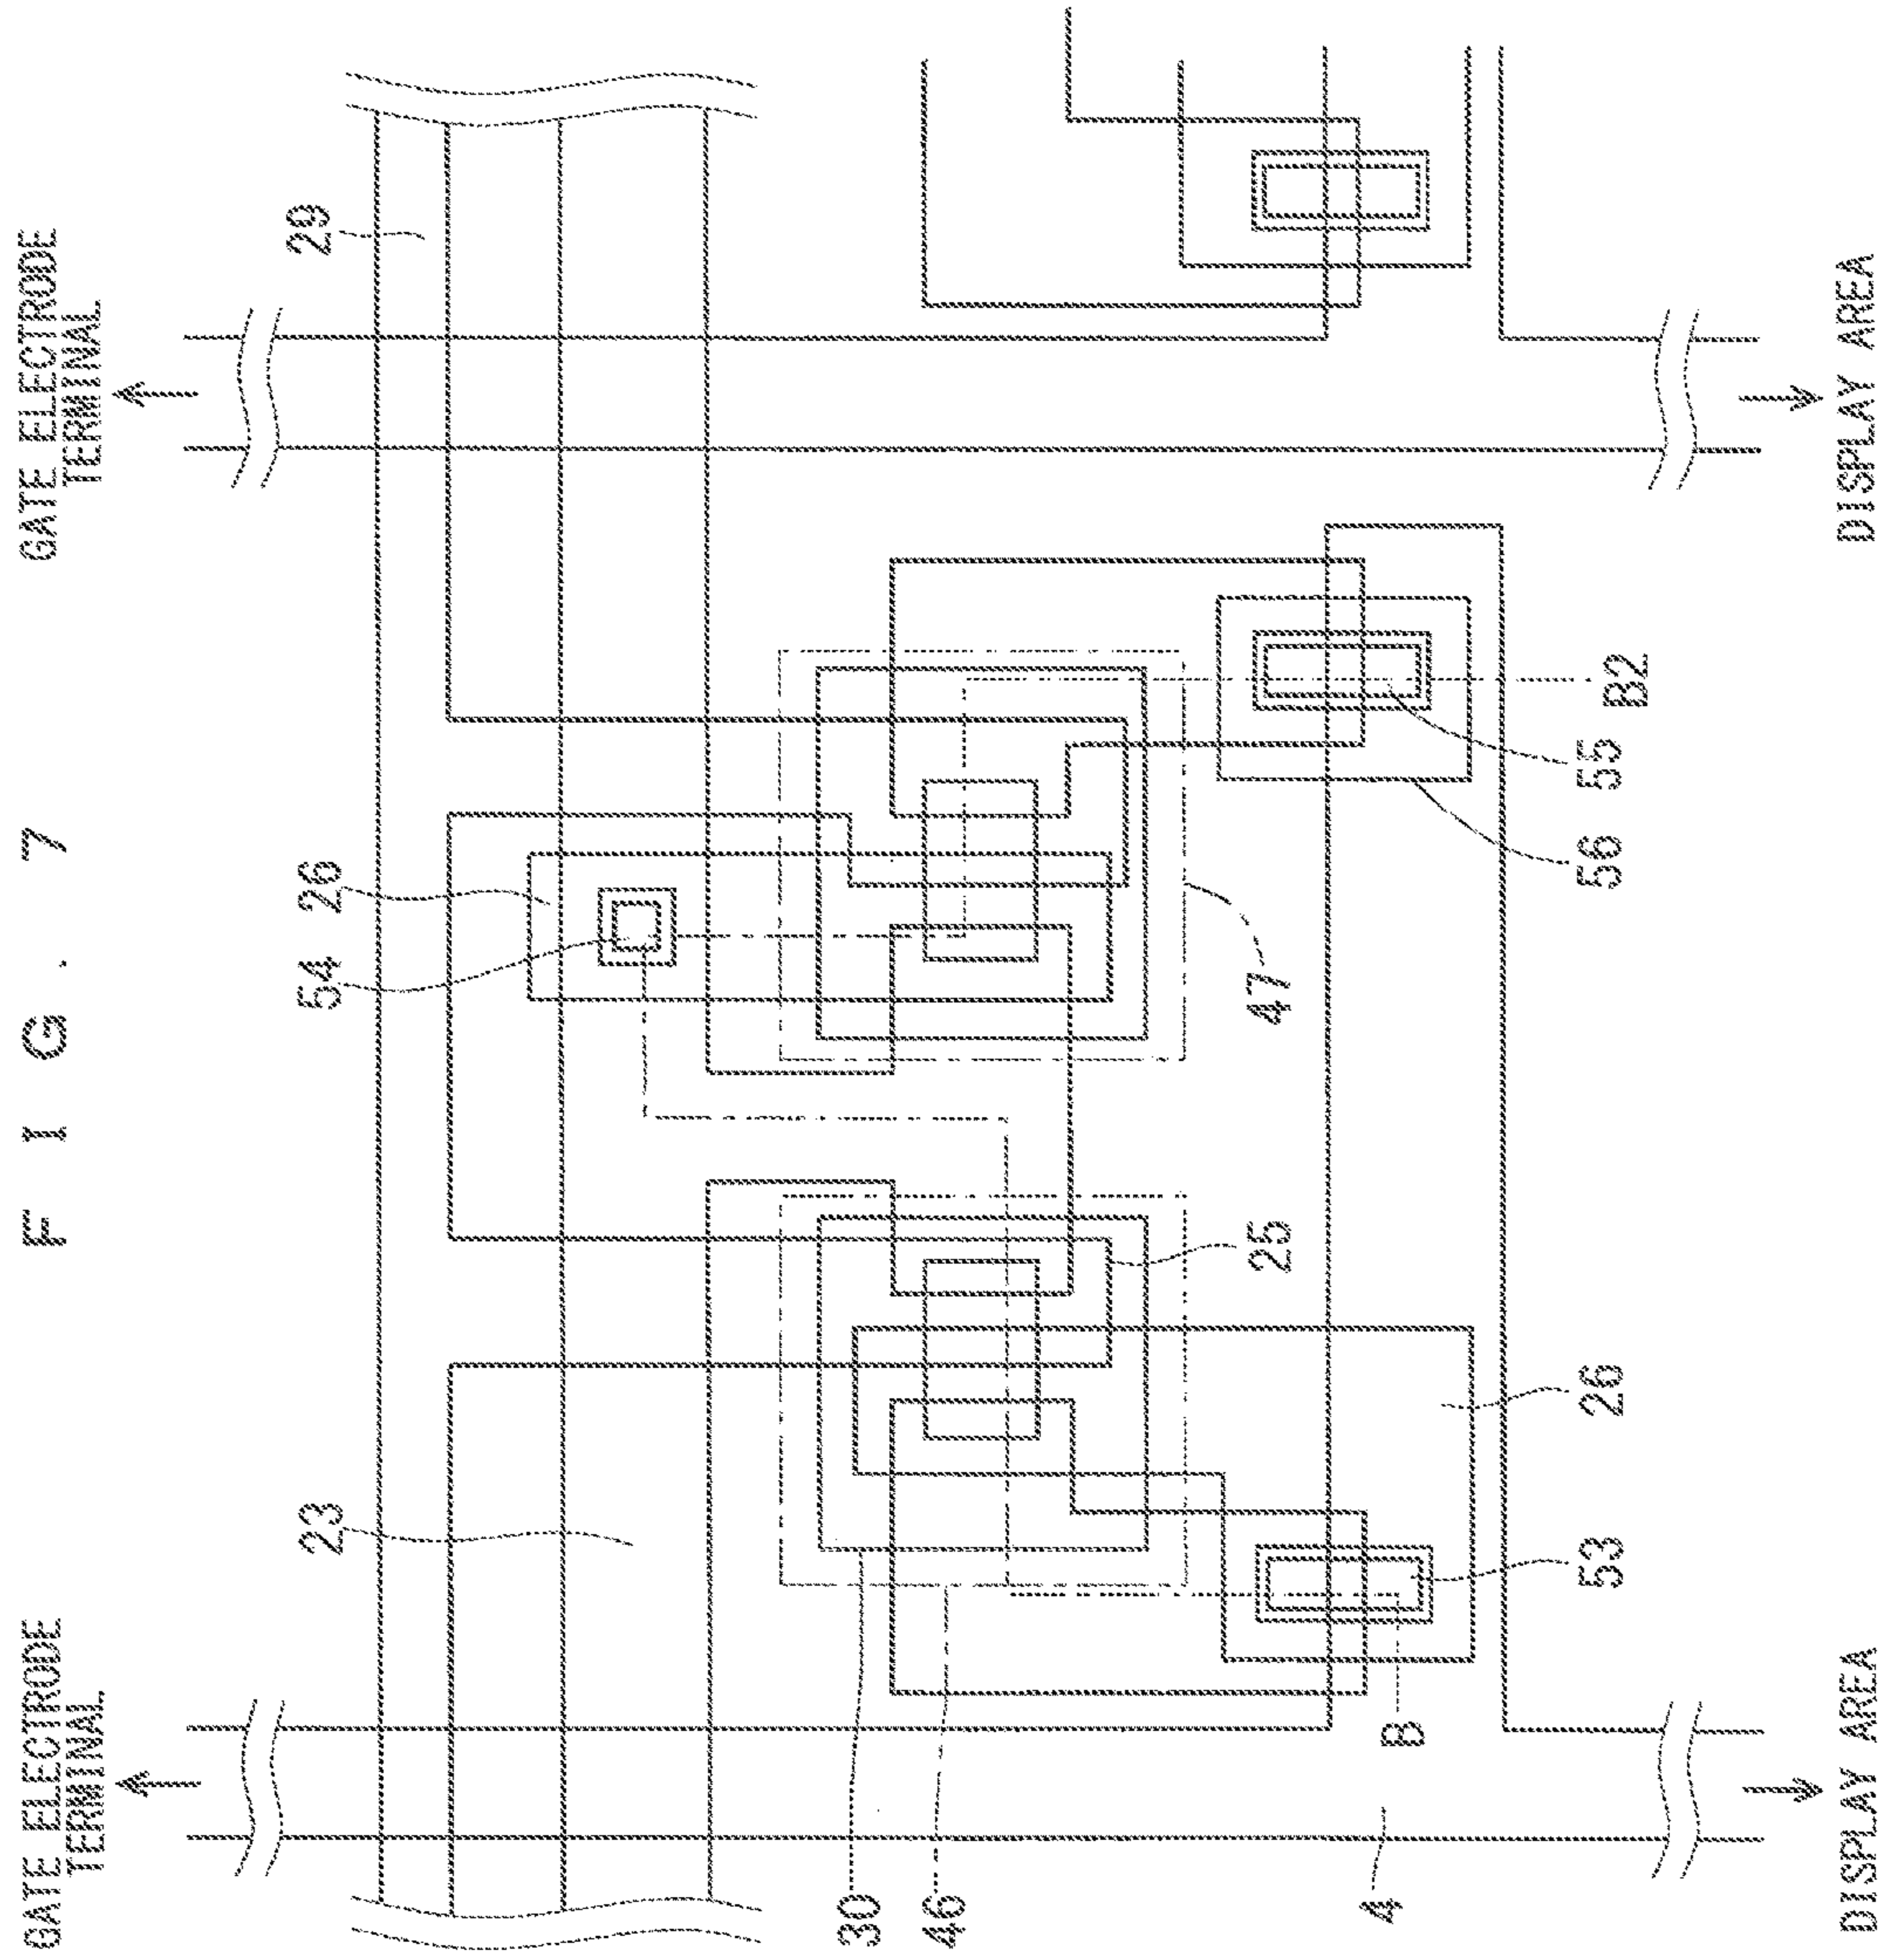 FIG. 7
GATE ELECTRODE
TERMINAL
GATE ELECTRODE
TERMINAL
23
54
26
29
30
46
25
47
4
B
53
26
56
55
B2
DISPLAY AREA
DISPLAY AREA